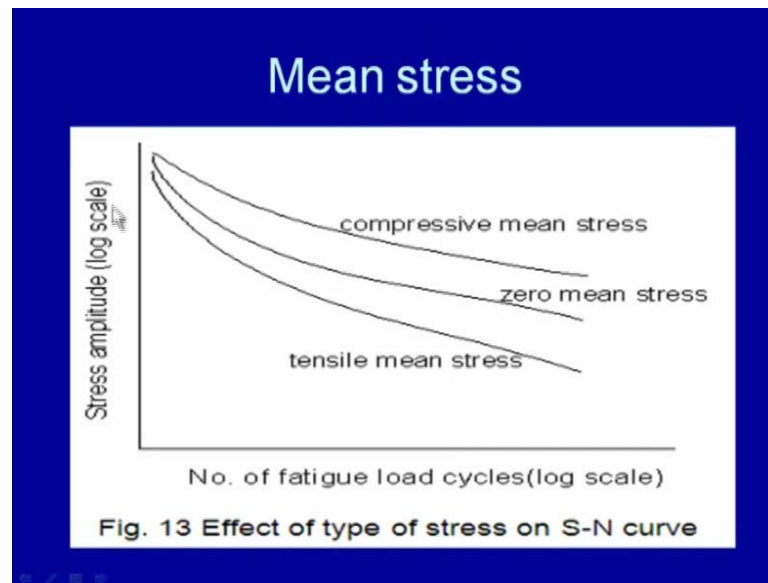 Mean stress
Stress amplitude (log scale)
compressive mean stress
zero mean stress
tensile mean stress
No. of fatigue load cycles(log scale)
Fig. 13 Effect of type of stress on S-N curve